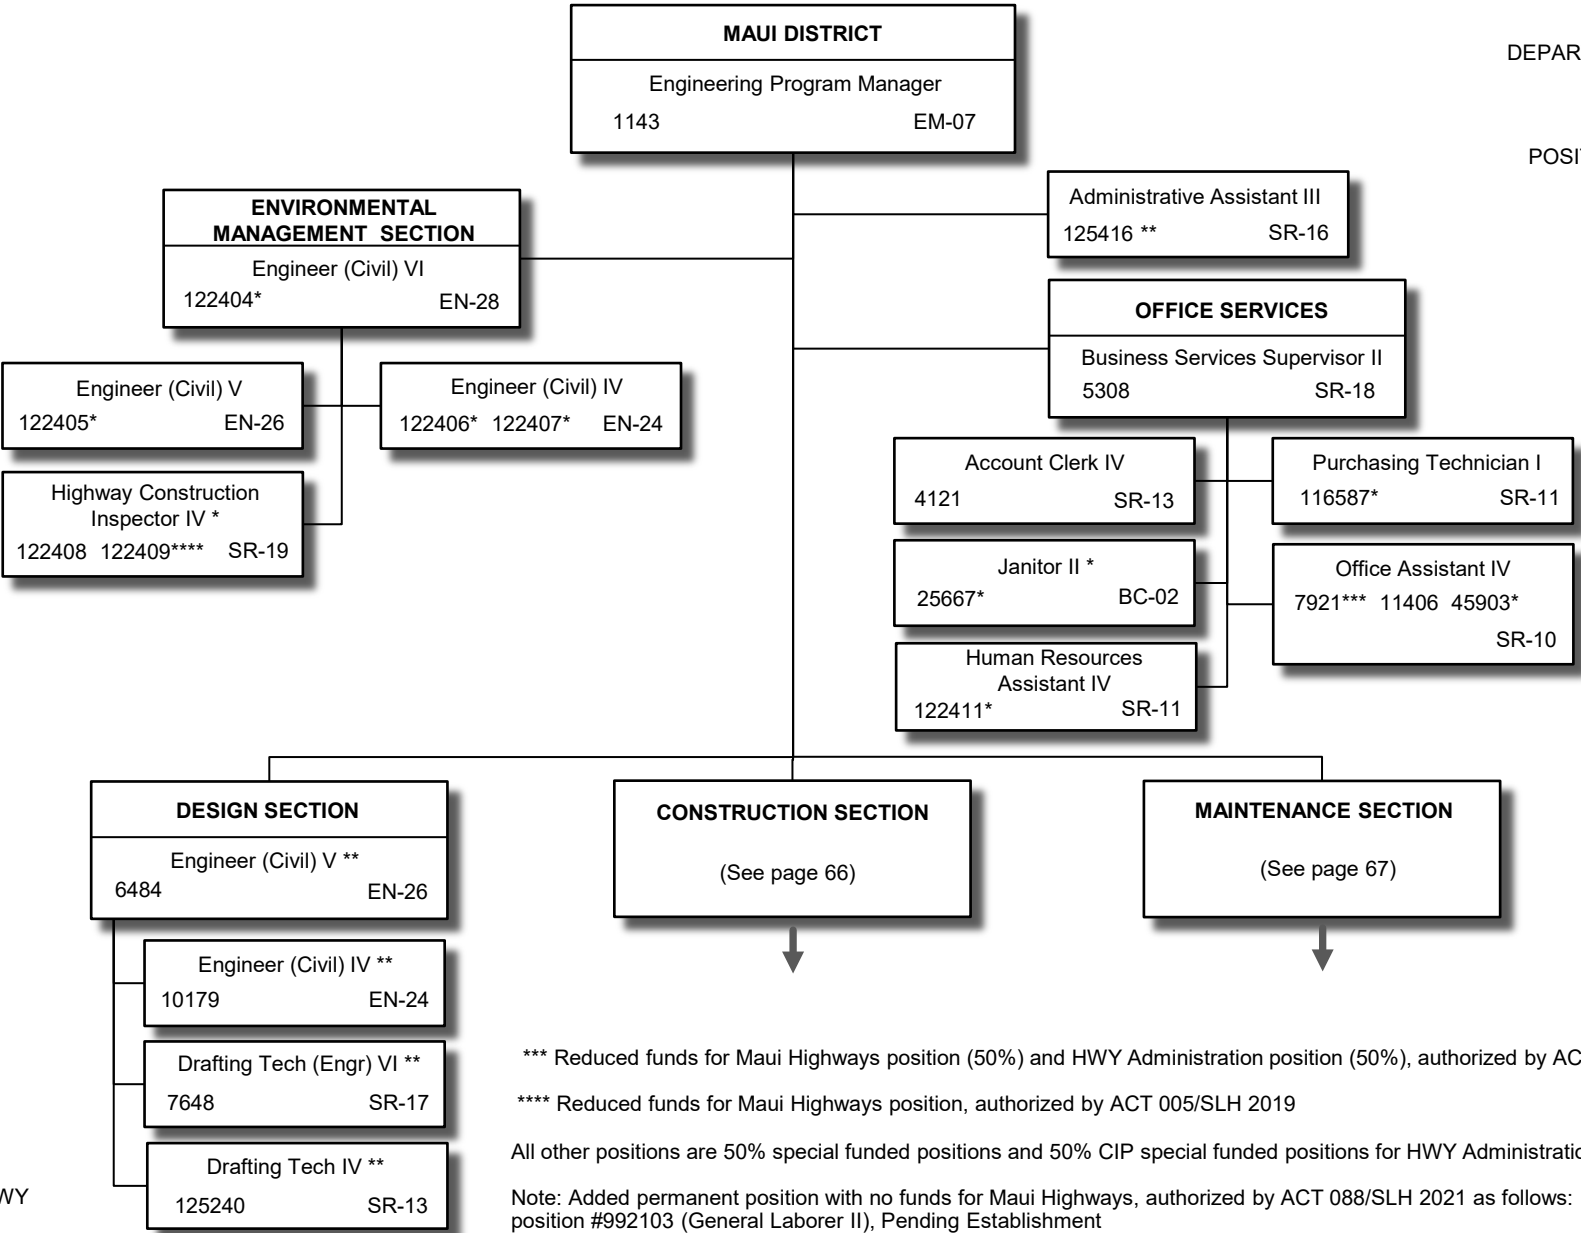 MAUI DISTRICT
Engineering Program Manager
1143 EM-07
DEPAR
POSI
ENVIRONMENTAL
MANAGEMENT SECTION
Engineer (Civil) VI
122404* EN-28
Administrative Assistant III
125416 ** SR-16
OFFICE SERVICES
Business Services Supervisor II
5308 SR-18
Engineer (Civil) V
122405* EN-26
Engineer (Civil) IV
122406* 122407* EN-24
Highway Construction
Inspector IV *
122408 122409**** SR-19
Account Clerk IV
4121 SR-13
Purchasing Technician I
116587* SR-11
Janitor II *
25667* BC-02
Office Assistant IV
7921*** 11406 45903*
SR-10
Human Resources
Assistant IV
122411* SR-11
DESIGN SECTION
Engineer (Civil) V **
6484 EN-26
CONSTRUCTION SECTION
(See page 66)
MAINTENANCE SECTION
(See page 67)
Engineer (Civil) IV **
10179 EN-24
Drafting Tech (Engr) VI **
7648 SR-17
Drafting Tech IV **
125240 SR-13
WY
*** Reduced funds for Maui Highways position (50%) and HWY Administration position (50%), authorized by AC
**** Reduced funds for Maui Highways position, authorized by ACT 005/SLH 2019
All other positions are 50% special funded positions and 50% CIP special funded positions for HWY Administratio
Note: Added permanent position with no funds for Maui Highways, authorized by ACT 088/SLH 2021 as follows:
position #992103 (General Laborer II), Pending Establishment